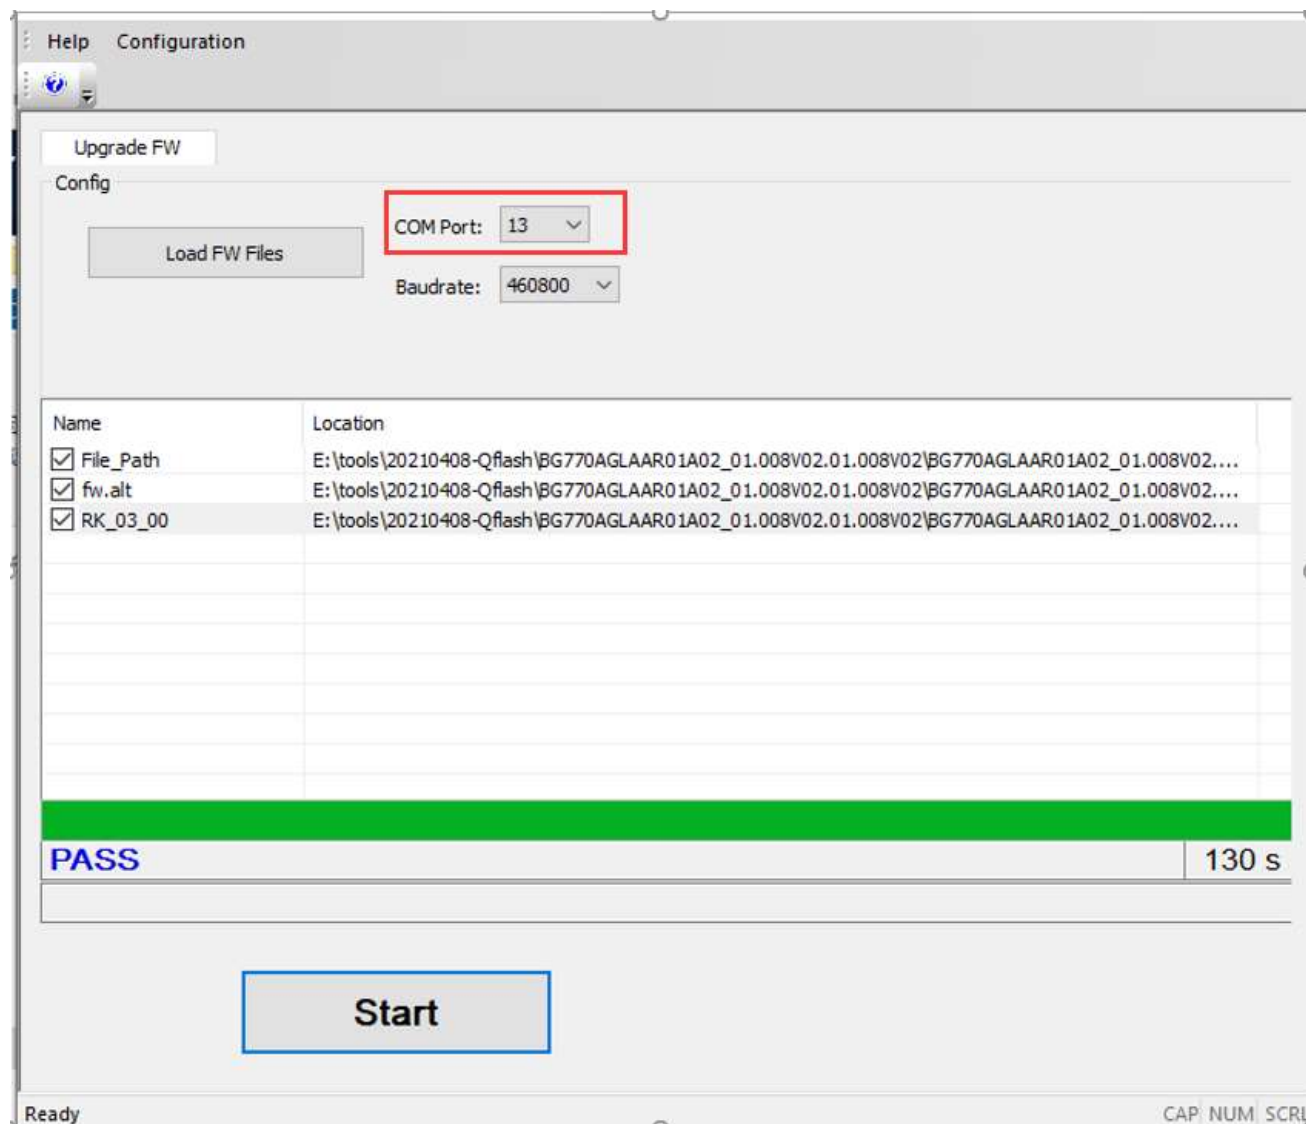 Help Configuration
Upgrade FW
Config
Load FW Files
COM Port: 13
Baudrate: 460800
Name Location
File_Path E:\tools\20210408-Qflash\BG770AGLAAR01A02_01.008V02.01.008V02\BG770AGLAAR01A02_01.008V02....
fw.alt E:\tools\20210408-Qflash\BG770AGLAAR01A02_01.008V02.01.008V02\BG770AGLAAR01A02_01.008V02....
RK_03_00 E:\tools\20210408-Qflash\BG770AGLAAR01A02_01.008V02.01.008V02\BG770AGLAAR01A02_01.008V02....
PASS 130 s
Start
Ready CAP NUM SCRL